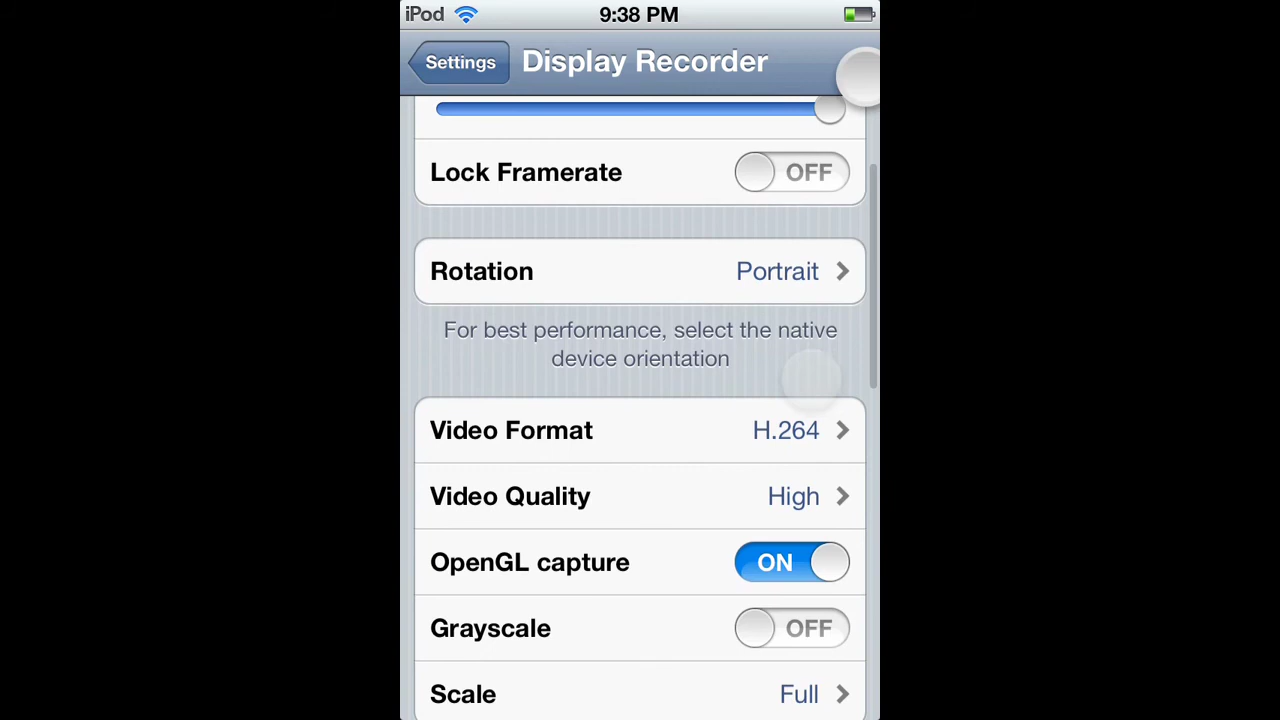 iPod 9:38 PM
Settings Display Recorder
Lock Framerate OFF
Rotation Portrait
For best performance, select the native
device orientation
Video Format H.264
Video Quality High
OpenGL capture ON
Grayscale OFF
Scale Full